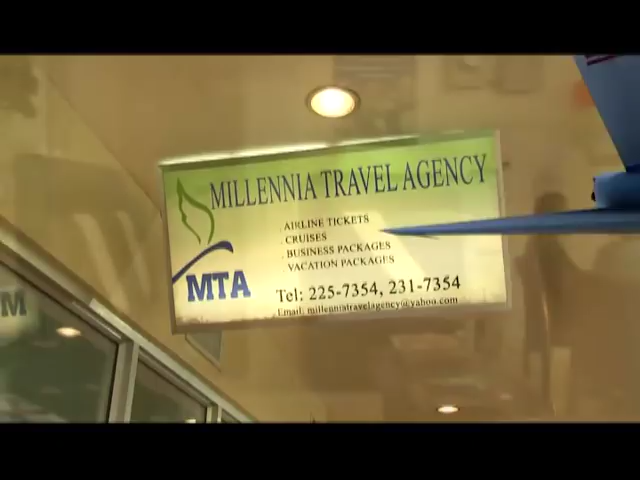 MILLENNIA TRAVEL AGENCY
. AIRLINE TICKETS
. CRUISES
. BUSINESS PACKAGES
. VACATION PACKAGES
MTA
Tel: 225-7354, 231-7354
Email: millenniatravelagency@yahoo.com